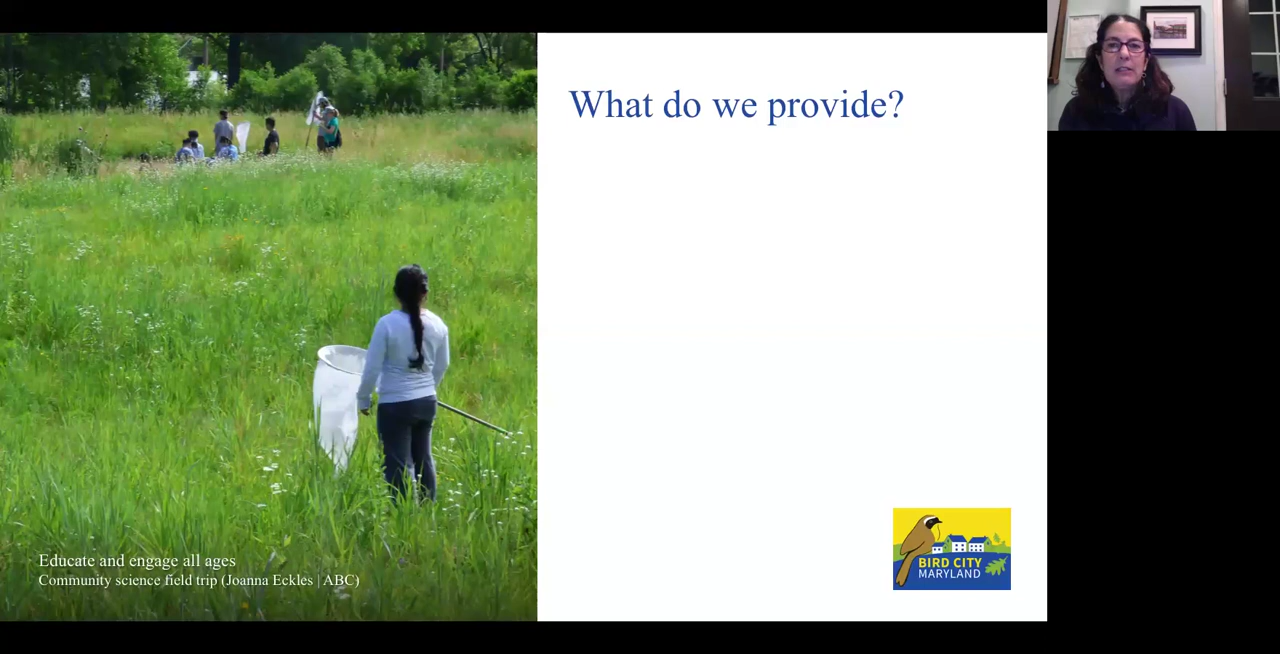 What do we provide?
Educate and engage all ages
Community science field trip (Joanna Eckles | ABC)
BIRD CITY
MARYLAND